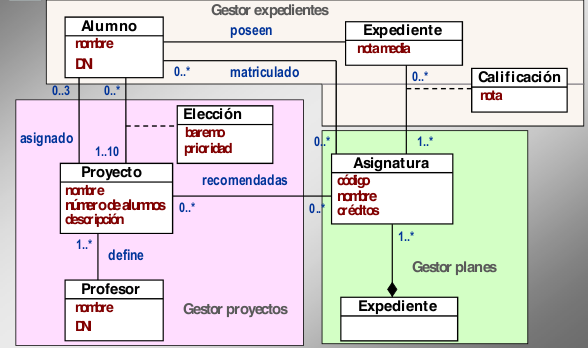 Gestor expedientes
Alumno
nombre
DNI
poseen
Expediente
nota media
0..*
matriculado
0..*
Calificación
nota
0..3
0..*
asignado
1..10
Elección
baremo
prioridad
0..*
1..*
Proyecto
nombre
número de alumnos
descripción
recomendadas
0..*
0..*
Asignatura
código
nombre
créditos
1..*
define
1..*
Gestor planes
Profesor
nombre
DNI
Gestor proyectos
Expediente